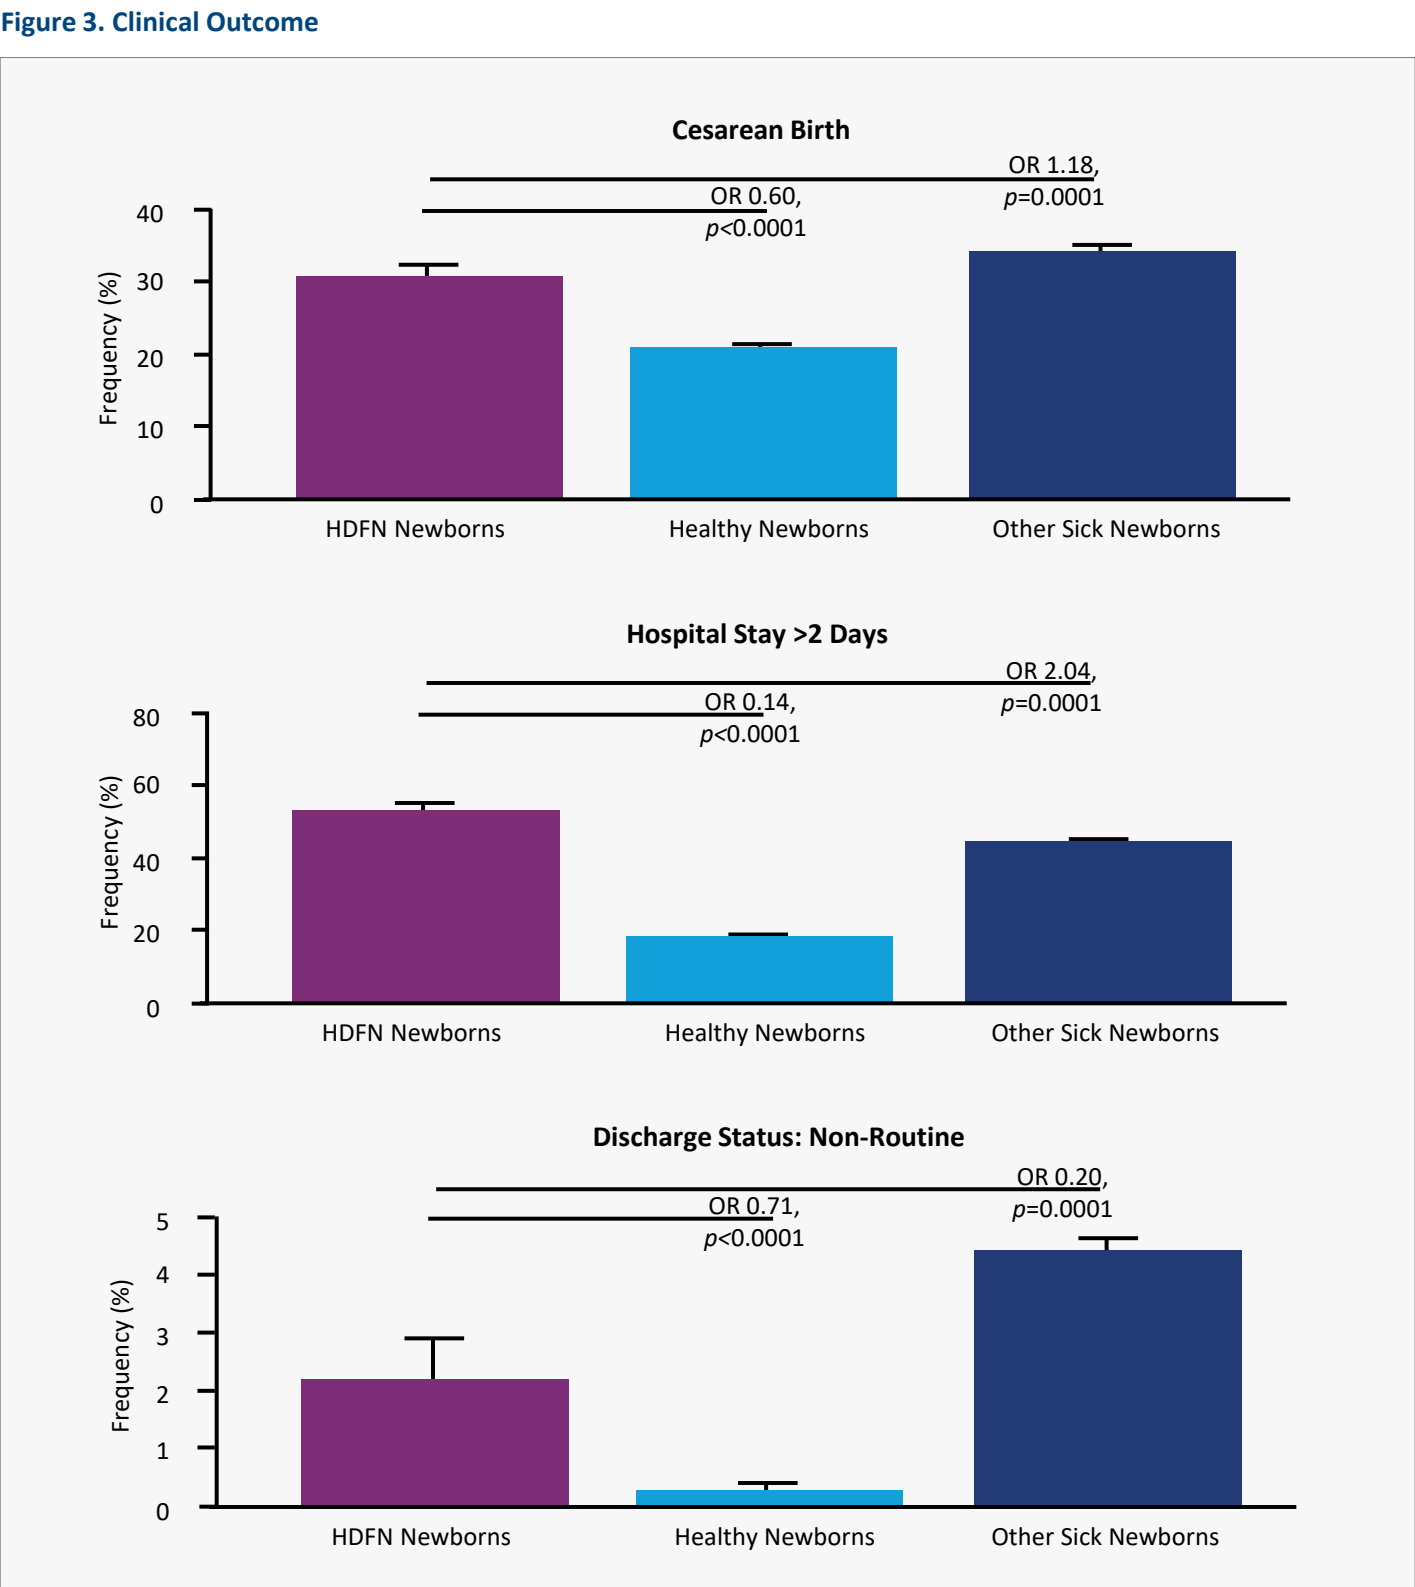 Figure 3. Clinical Outcome
Cesarean Birth
OR 1.18,
p=0.0001
OR 0.60,
p<0.0001
40
30
20
10
0
Frequency (%)
HDFN Newborns
Healthy Newborns
Other Sick Newborns
Hospital Stay >2 Days
OR 2.04,
p=0.0001
OR 0.14,
p<0.0001
80
60
40
20
0
Frequency (%)
HDFN Newborns
Healthy Newborns
Other Sick Newborns
Discharge Status: Non-Routine
OR 0.20,
p=0.0001
OR 0.71,
p<0.0001
5
4
3
2
1
0
Frequency (%)
HDFN Newborns
Healthy Newborns
Other Sick Newborns